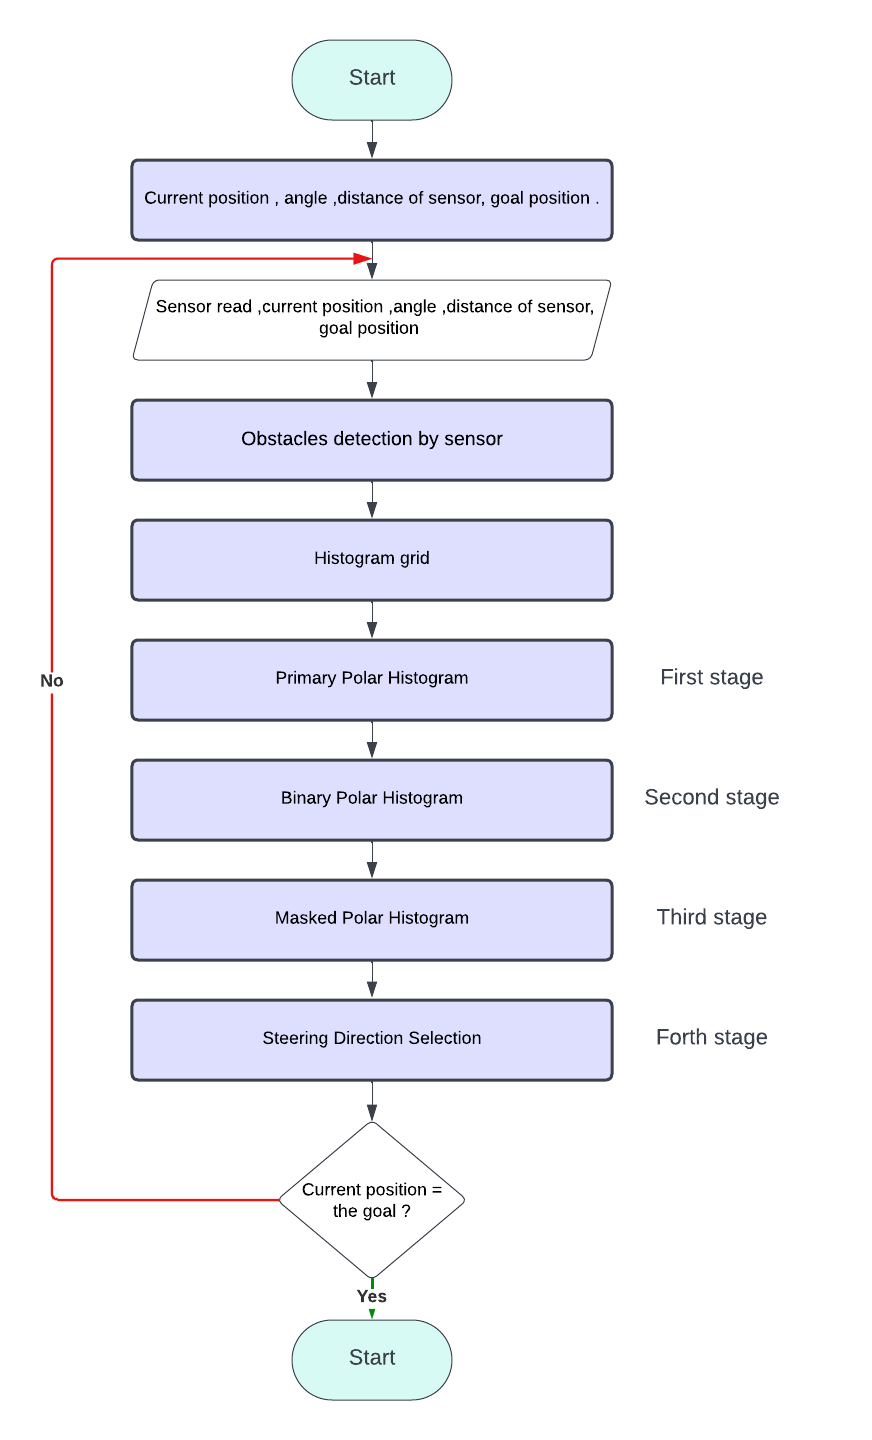 Start
Current position , angle ,distance of sensor, goal position .
Sensor read ,current position ,angle ,distance of sensor,
goal position
Obstacles detection by sensor
Histogram grid
Primary Polar Histogram
First stage
No
Binary Polar Histogram
Second stage
Masked Polar Histogram
Third stage
Steering Direction Selection
Forth stage
Current position =
the goal ?
Yes
Start